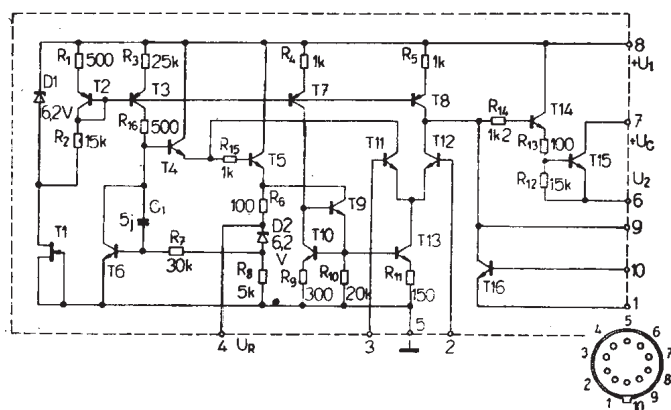 R1 500
R3 25k
R4 1k
R5 1k
8
+U1
D1
6,2V
T2
T3
T7
T8
R14
1k2
T14
7
+UC
R2 15k
R16 500
T4
R15
1k
T5
T11
T12
R13 100
T15
R12 15k
U2
6
R6
100
T9
9
C1
5j
D2
6,2
V
T10
T13
T1
T6
R7
30k
R8
5k
R9
300
R10
20k
R11
150
T16
10
1
4 UR
3
5
2
5
4 6
3 7
2 8
1 10 9